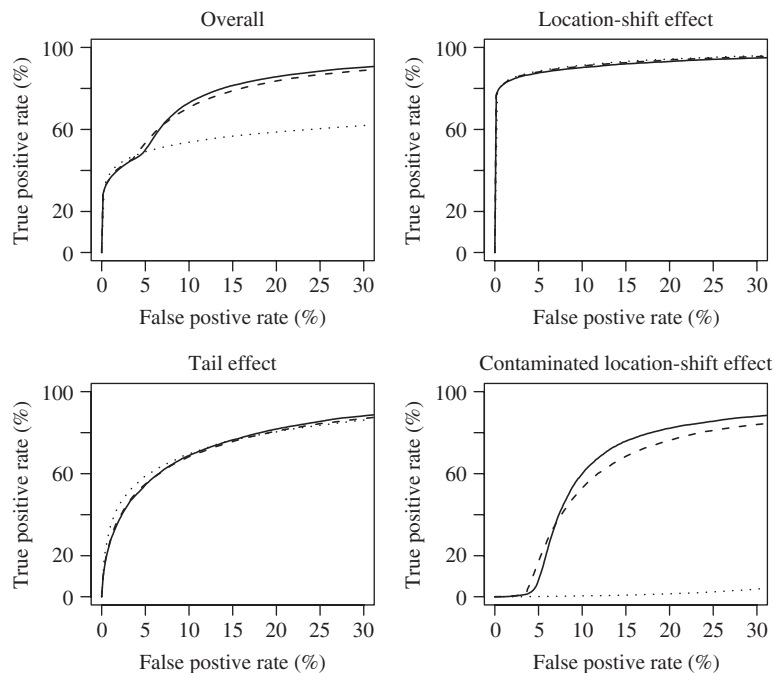 Overall
True positive rate (%)
100
60
20
0
0 5 10 15 20 25 30
False postive rate (%)
Location-shift effect
True positive rate (%)
100
60
20
0
0 5 10 15 20 25 30
False postive rate (%)
Tail effect
True positive rate (%)
100
60
20
0
0 5 10 15 20 25 30
False postive rate (%)
Contaminated location-shift effect
True positive rate (%)
100
60
20
0
0 5 10 15 20 25 30
False postive rate (%)